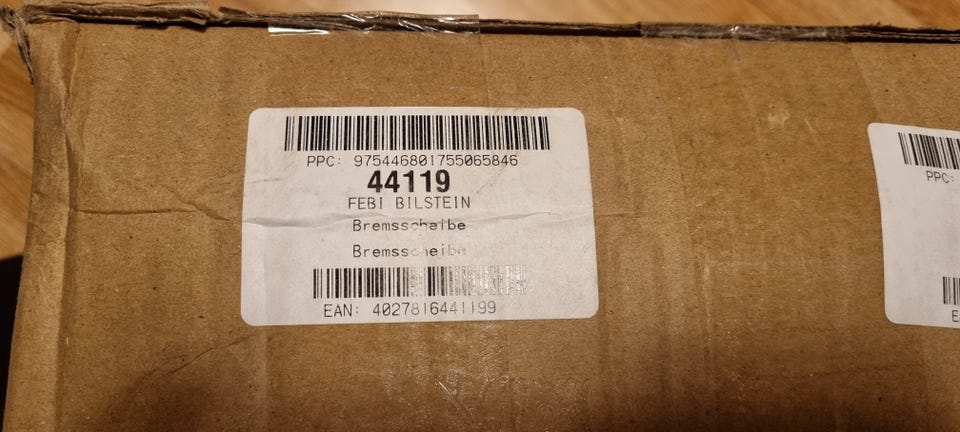 PPC: 975446801755065846
44119
FEBI BILSTEIN
Bremsscheibe
Bremsscheibe
EAN: 4027816441199
PPC:
E